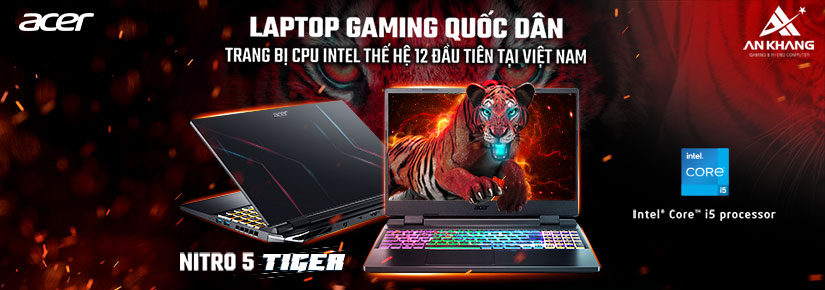 acer
LAPTOP GAMING QUỐC DÂN
TRANG BỊ CPU INTEL THẾ HỆ 12 ĐẦU TIÊN TẠI VIỆT NAM
AN KHANG
acer
intel.
CORE
i5
Intel® Core™ i5 processor
NITRO 5 TIGER